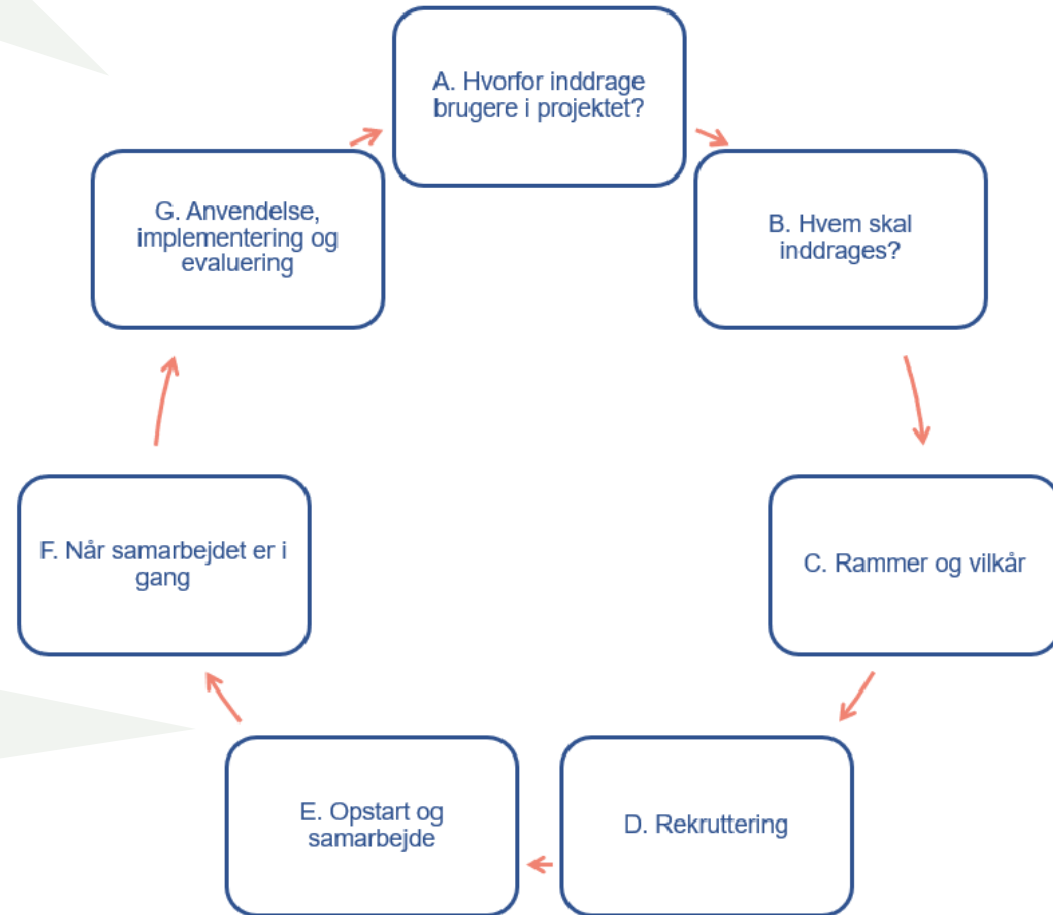 A. Hvorfor inddrage
brugere i projektet?
B. Hvem skal
inddrages?
C. Rammer og vilkår
D. Rekruttering
E. Opstart og
samarbejde
F. Når samarbejdet er i
gang
G. Anvendelse,
implementering og
evaluering